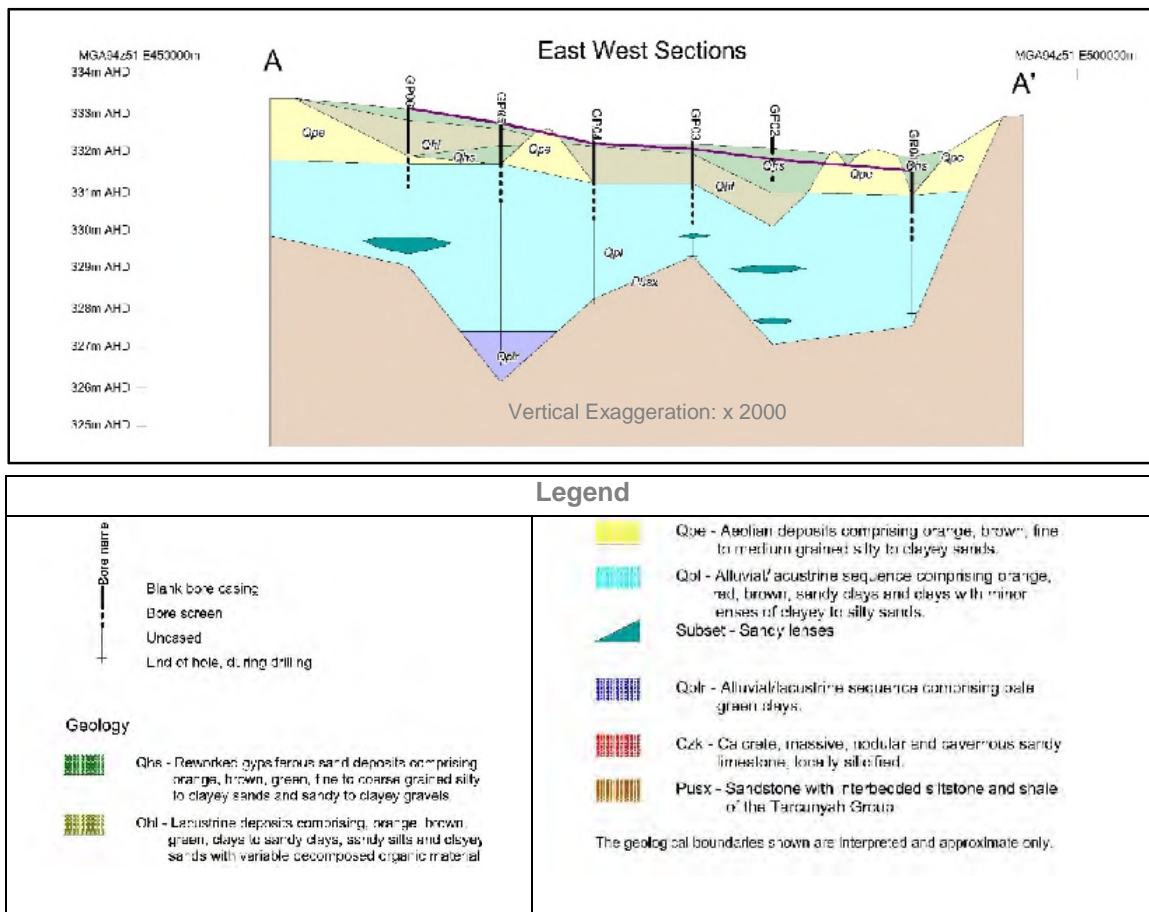 East West Sections
MGA94z51 E450000m
MGA94z51 E500000m
A
A'
334m AHD
333m AHD
332m AHD
331m AHD
330m AHD
329m AHD
328m AHD
327m AHD
326m AHD
325m AHD
GP04
GP03
GP02
Qpe
Qhl
Qhs
Qpe
Qhs
Qhl
Qpe
Qhs
Qpe
Qpl
Pusx
Qplr
Vertical Exaggeration: x 2000
Legend
Bore name
Blank bore casing
Bore screen
Uncased
End of hole, during drilling
Geology
Qhs - Reworked gypsiferous sand deposits comprising
orange, brown, green, fine to coarse grained silty
to clayey sands and sandy to clayey gravels
Qhl - Lacustrine deposits comprising, orange, brown,
green, clays to sandy clays, sandy silts and clayey
sands with variable decomposed organic material
Qpe - Aeolian deposits comprising orange, brown, fine
to medium grained silty to clayey sands.
Qpl - Alluvial/lacustrine sequence comprising orange,
red, brown, sandy clays and clays with minor
lenses of clayey to silty sands.
Subset - Sandy lenses
Qplr - Alluvial/lacustrine sequence comprising pale
green clays.
Czk - Calcrete, massive, nodular and cavernous sandy
limestone, locally silicified.
Pusx - Sandstone with interbedded siltstone and shale
of the Tarcunyah Group
The geological boundaries shown are interpreted and approximate only.